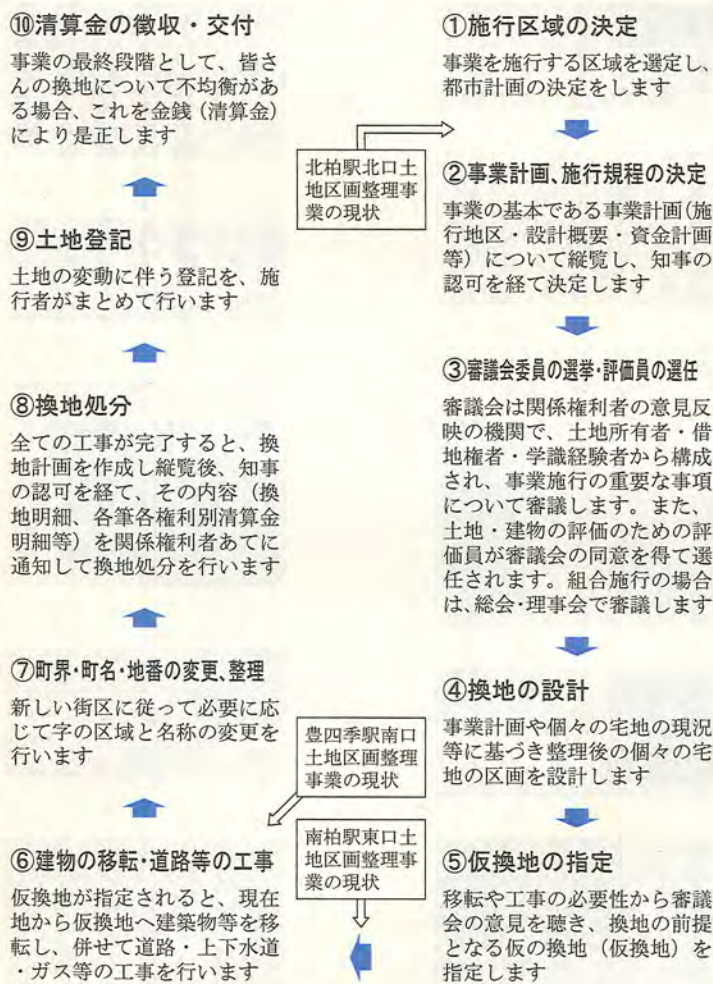 ①施行区域の決定
事業を施行する区域を選定し、
都市計画の決定をします
②事業計画、施行規程の決定
事業の基本である事業計画(施
行地区・設計概要・資金計画
等)について縦覧し、知事の
認可を経て決定します
③審議会委員の選挙・評価員の選任
審議会は関係権利者の意見反
映の機関で、土地所有者・借
地権者・学識経験者から構成
され、事業施行の重要な事項
について審議します。また、
土地・建物の評価のための評
価員が審議会の同意を得て選
任されます。組合施行の場合
は、総会・理事会で審議します
④換地の設計
事業計画や個々の宅地の現況
等に基づき整理後の個々の宅
地の区画を設計します
⑤仮換地の指定
移転や工事の必要性から審議
会の意見を聴き、換地の前提
となる仮の換地(仮換地)を
指定します
⑥建物の移転・道路等の工事
仮換地が指定されると、現在
地から仮換地へ建築物等を移
転し、併せて道路・上下水道
・ガス等の工事を行います
⑦町界・町名・地番の変更、整理
新しい街区に従って必要に応
じて字の区域と名称の変更を
行います
⑧換地処分
全ての工事が完了すると、換
地計画を作成し縦覧後、知事
の認可を経て、その内容(換
地明細、各筆各権利別清算金
明細等)を関係権利者あてに
通知して換地処分を行います
⑨土地登記
土地の変動に伴う登記を、施
行者がまとめて行います
⑩清算金の徴収・交付
事業の最終段階として、皆さ
んの換地について不均衡があ
る場合、これを金銭(清算金)
により是正します
北柏駅北口土
地区画整理事
業の現状
豊四季駅南口
土地区画整理
事業の現状
南柏駅東口土
地区画整理事
業の現状